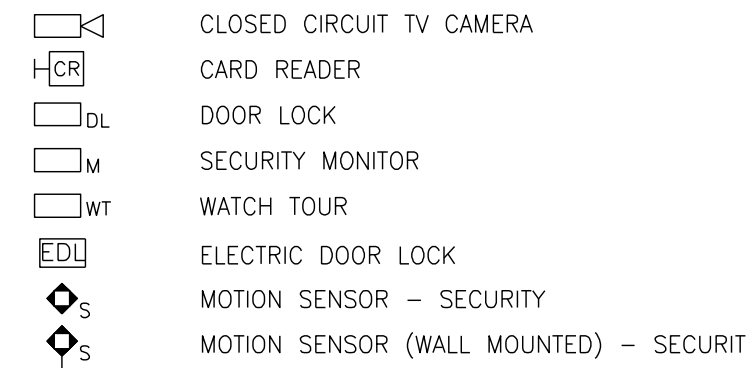 CLOSED CIRCUIT TV CAMERA
CR CARD READER
DL DOOR LOCK
M SECURITY MONITOR
WT WATCH TOUR
EDL ELECTRIC DOOR LOCK
S MOTION SENSOR – SECURITY
S MOTION SENSOR (WALL MOUNTED) – SECURIT